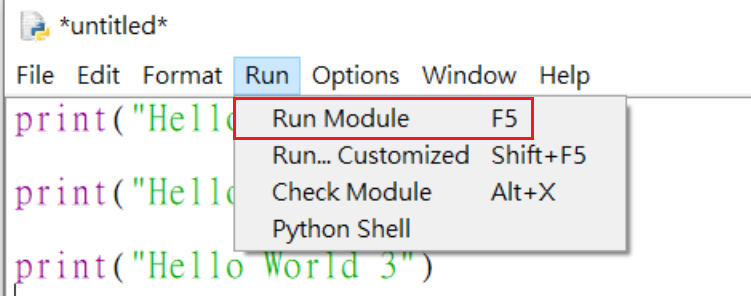 *untitled*
File Edit Format Run Options Window Help
print("Hello
Run Module F5
Run... Customized Shift+F5
print("Hello
Check Module Alt+X
Python Shell
print("Hello World 3")